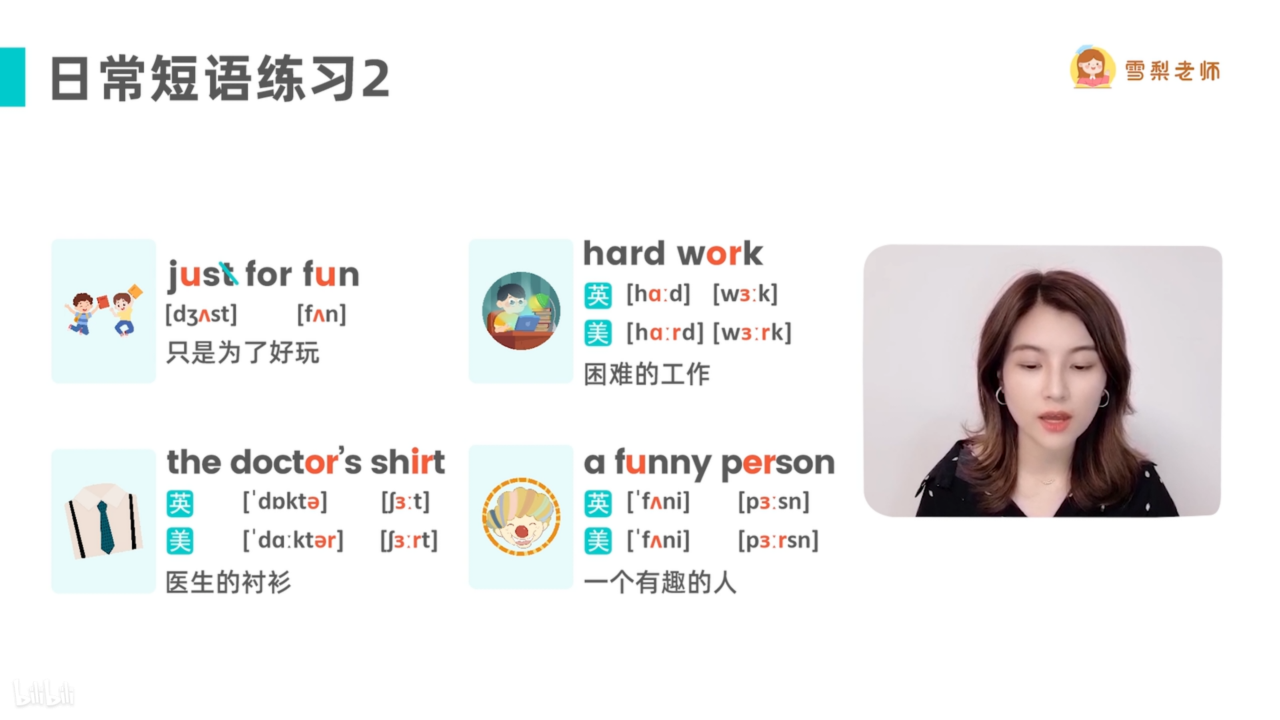 日常短语练习2
雪梨老师
just for fun
[dʒʌst] [fʌn]
只是为了好玩
hard work
英 [hɑːd] [wɜːk]
美 [hɑːrd] [wɜːrk]
困难的工作
the doctor's shirt
英 [ˈdɒktə] [ʃɜːt]
美 [ˈdɑːktər] [ʃɜːrt]
医生的衬衫
a funny person
英 [ˈfʌni] [pɜːsn]
美 [ˈfʌni] [pɜːrsn]
一个有趣的人
bilibili